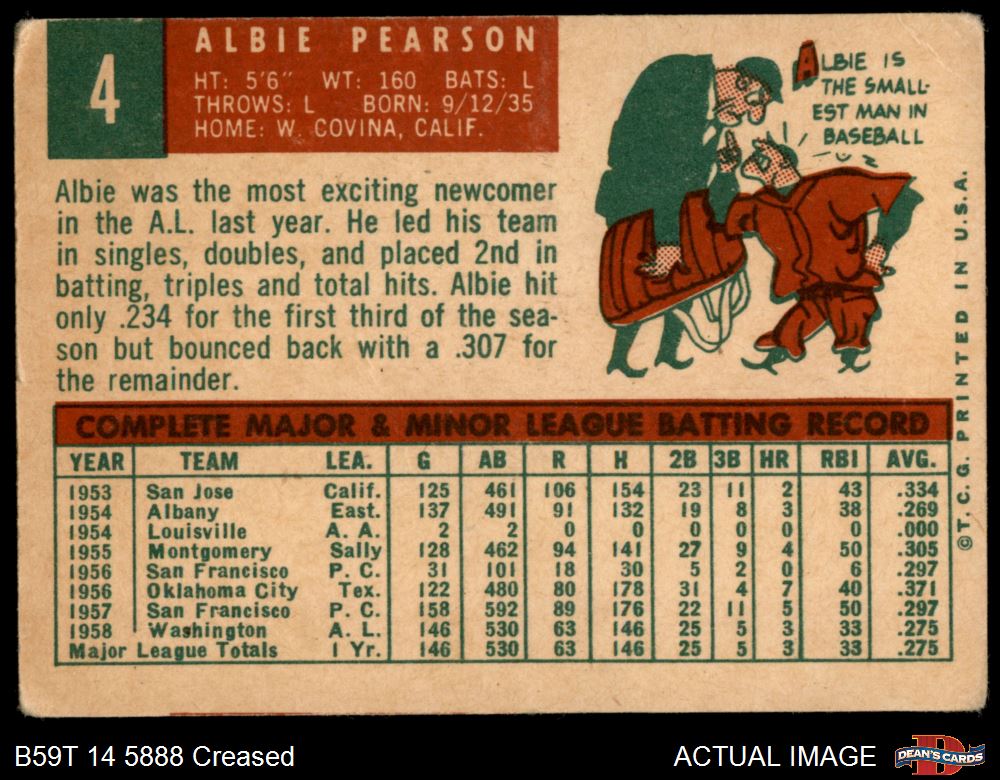 4
ALBIE PEARSON
HT: 5'6" WT: 160 BATS: L
THROWS: L BORN: 9/12/35
HOME: W. COVINA, CALIF.
ALBIE IS
THE SMALL-
EST MAN IN
BASEBALL
Albie was the most exciting newcomer
in the A.L. last year. He led his team
in singles, doubles, and placed 2nd in
batting, triples and total hits. Albie hit
only .234 for the first third of the sea-
son but bounced back with a .307 for
the remainder.
COMPLETE MAJOR & MINOR LEAGUE BATTING RECORD
YEAR TEAM LEA. G AB R H 2B 3B HR RBI AVG.
1953 San Jose Calif. 125 461 106 154 23 11 2 43 .334
1954 Albany East. 137 491 91 132 19 8 3 38 .269
1954 Louisville A. A. 2 2 0 0 0 0 0 0 .000
1955 Montgomery Sally 128 462 94 141 27 9 4 50 .305
1956 San Francisco P. C. 31 101 18 30 5 2 0 6 .297
1956 Oklahoma City Tex. 122 480 80 178 31 4 7 40 .371
1957 San Francisco P. C. 158 592 89 176 22 11 5 50 .297
1958 Washington A. L. 146 530 63 146 25 5 3 33 .275
Major League Totals 1 Yr. 146 530 63 146 25 5 3 33 .275
©T. C. G. PRINTED IN U.S.A.
B59T 14 5888 Creased
ACTUAL IMAGE
DEAN'S CARDS